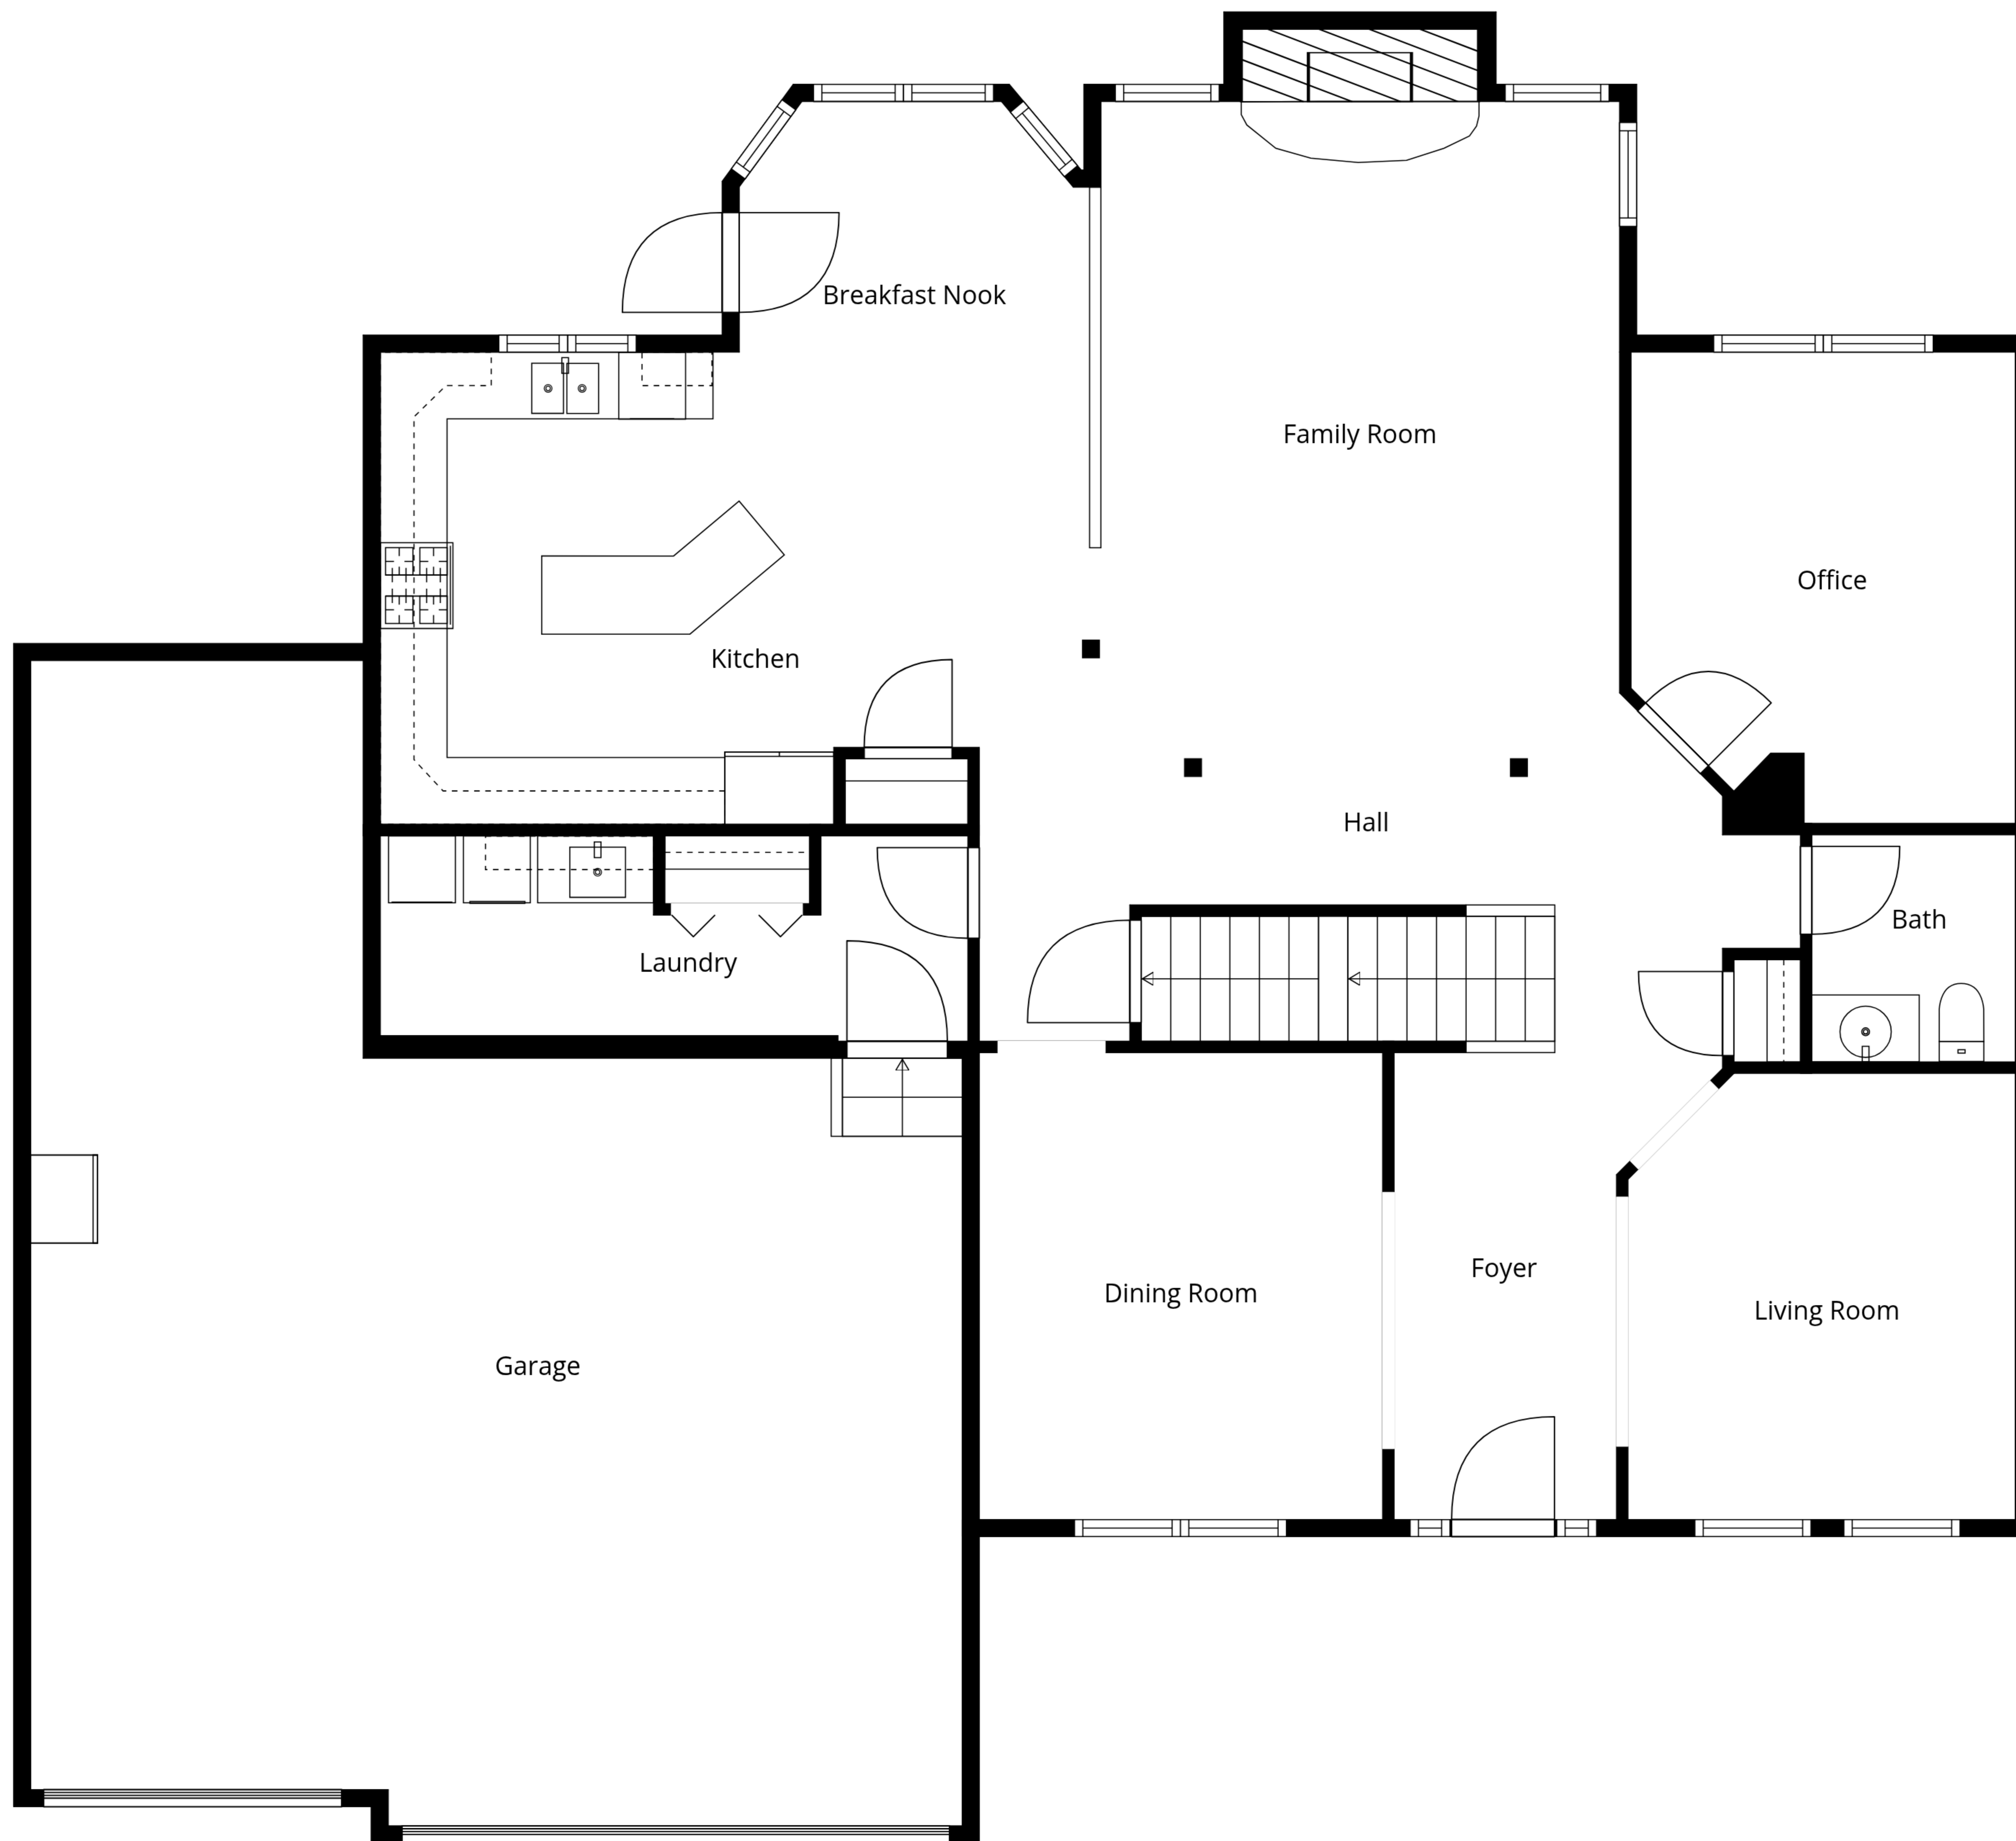 Breakfast Nook
Family Room
Office
Kitchen
Hall
Bath
Laundry
Foyer
Dining Room
Living Room
Garage